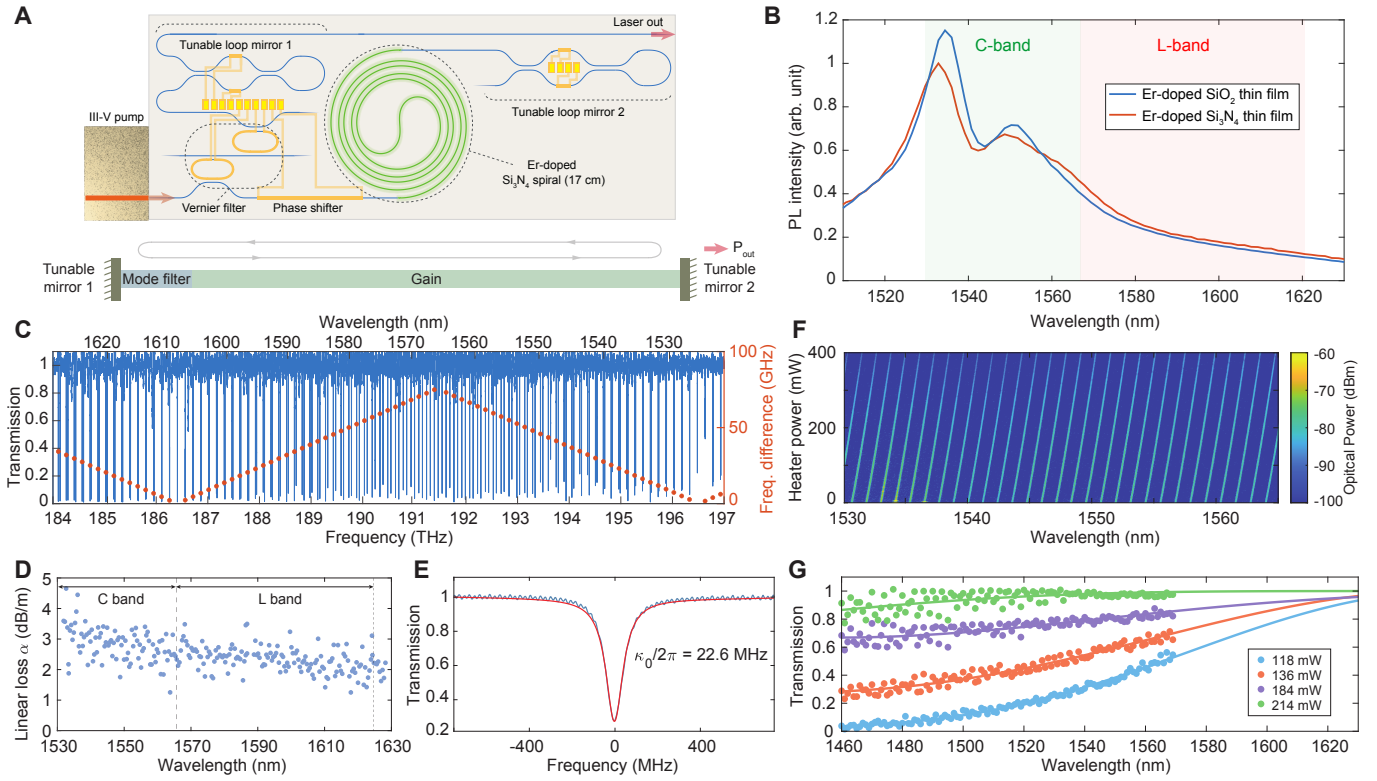 A
Laser out
Tunable loop mirror 1
Tunable loop mirror 2
III-V pump
Er-doped
Si₃N₄ spiral (17 cm)
Vernier filter
Phase shifter
P_out
Tunable
mirror 1
Mode filter
Gain
Tunable
mirror 2
B
PL intensity (arb. unit)
1.2
1
0.8
0.6
0.4
0.2
0
C-band
L-band
Er-doped SiO₂ thin film
Er-doped Si₃N₄ thin film
1520 1540 1560 1580 1600 1620
Wavelength (nm)
C
Wavelength (nm)
1620 1610 1600 1590 1580 1570 1560 1550 1540 1530
Transmission
1
0.8
0.6
0.4
0.2
0
100
50
0
Freq. difference (GHz)
184 185 186 187 188 189 190 191 192 193 194 195 196 197
Frequency (THz)
F
Heater power (mW)
400
200
0
1530 1540 1550 1560
Wavelength (nm)
-60
-70
-80
-90
-100
Opitcal Power (dBm)
D
Linear loss α (dB/m)
5
4
3
2
1
0
C band
L band
1530 1550 1570 1590 1610 1630
Wavelength (nm)
E
Transmission
1.0
0.8
0.6
0.4
0.2
κ₀/2π = 22.6 MHz
-400 0 400
Frequency (MHz)
G
Transmission
1.0
0.8
0.6
0.4
0.2
0
118 mW
136 mW
184 mW
214 mW
1460 1480 1500 1520 1540 1560 1580 1600 1620
Wavelength (nm)